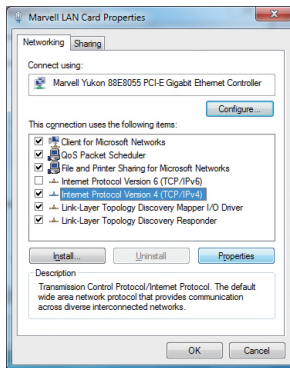 Marvell LAN Card Properties
Networking Sharing
Connect using:
Marvell Yukon 88E8055 PCI-E Gigabit Ethernet Controller
Configure...
This connection uses the following items:
Client for Microsoft Networks
QoS Packet Scheduler
File and Printer Sharing for Microsoft Networks
Internet Protocol Version 6 (TCP/IPv6)
Internet Protocol Version 4 (TCP/IPv4)
Link-Layer Topology Discovery Mapper I/O Driver
Link-Layer Topology Discovery Responder
Install... Uninstall Properties
Description
Transmission Control Protocol/Internet Protocol. The default
wide area network protocol that provides communication
across diverse interconnected networks.
OK Cancel